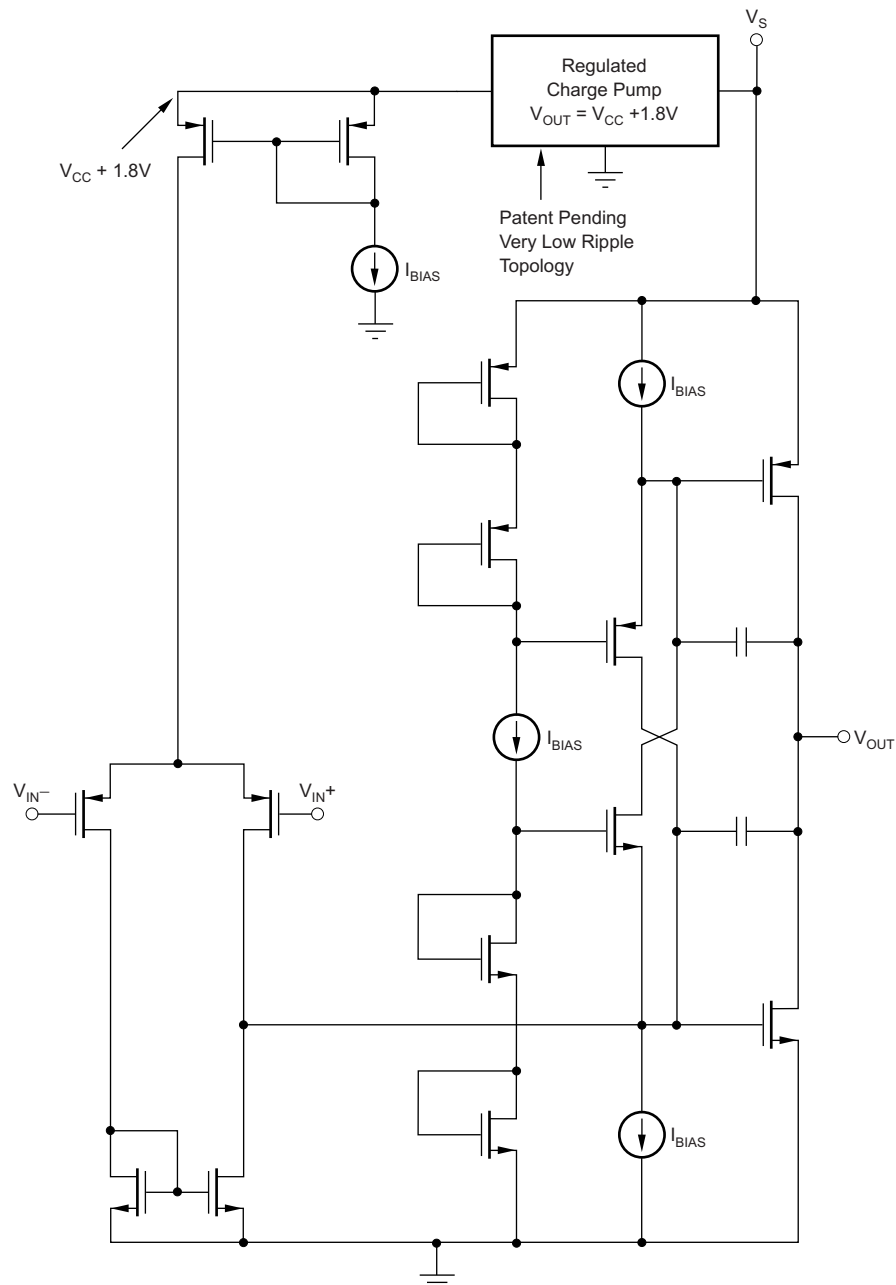 V_S
Regulated
Charge Pump
V_OUT = V_CC +1.8V
V_CC + 1.8V
Patent Pending
Very Low Ripple
Topology
I_BIAS
I_BIAS
I_BIAS
V_OUT
V_IN−
V_IN+
I_BIAS